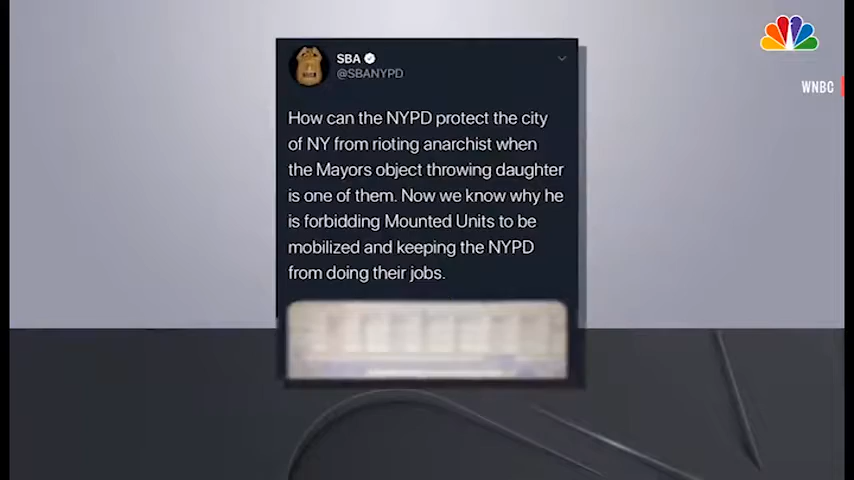 SBA
@SBANYPD
WNBC
How can the NYPD protect the city
of NY from rioting anarchist when
the Mayors object throwing daughter
is one of them. Now we know why he
is forbidding Mounted Units to be
mobilized and keeping the NYPD
from doing their jobs.